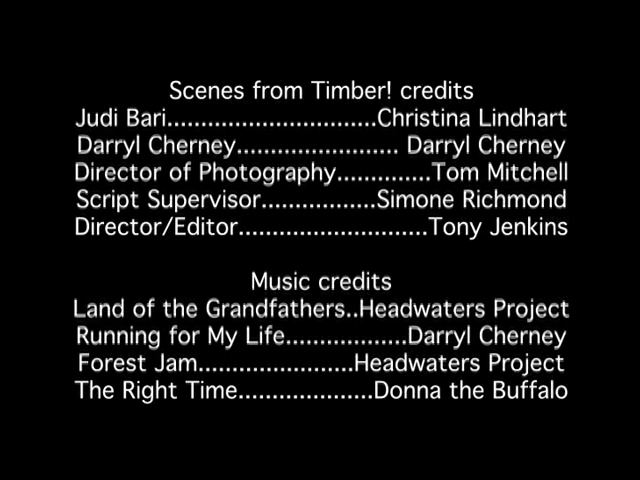 Scenes from Timber! credits
Judi Bari...............................Christina Lindhart
Darryl Cherney........................ Darryl Cherney
Director of Photography..............Tom Mitchell
Script Supervisor.................Simone Richmond
Director/Editor............................Tony Jenkins
Music credits
Land of the Grandfathers..Headwaters Project
Running for My Life..................Darryl Cherney
Forest Jam.......................Headwaters Project
The Right Time....................Donna the Buffalo